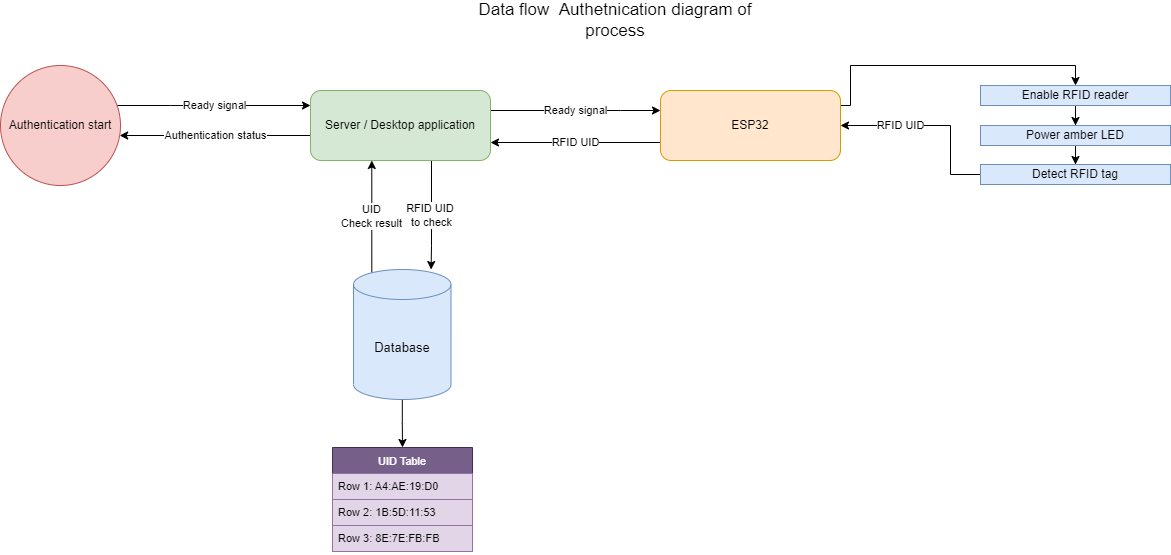 Data flow  Authetnication diagram of
process
Authentication start
Ready signal
Authentication status
Server / Desktop application
Ready signal
RFID UID
ESP32
RFID UID
Enable RFID reader
Power amber LED
Detect RFID tag
UID
Check result
RFID UID
to check
Database
UID Table
Row 1: A4:AE:19:D0
Row 2: 1B:5D:11:53
Row 3: 8E:7E:FB:FB